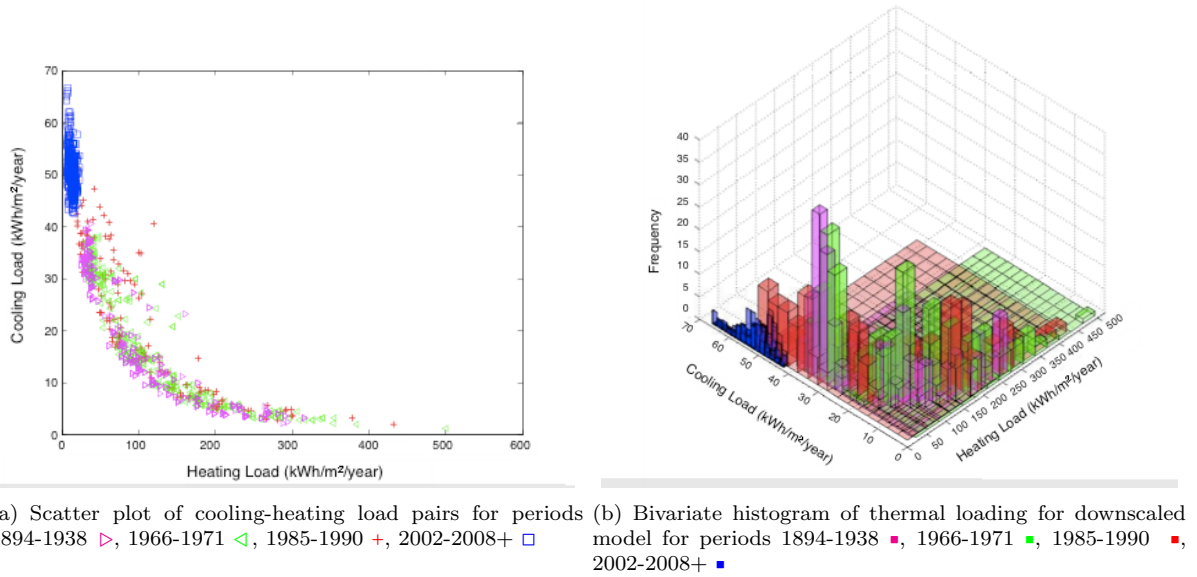 70
60
50
40
30
20
10
0
Cooling Load (kWh/m²/year)
0 100 200 300 400 500 600
Heating Load (kWh/m²/year)
40
35
30
25
20
15
10
5
0
Frequency
70 60 50 40 30 20 10 0
Cooling Load (kWh/m²/year)
0 50 100 150 200 250 300 350 400 450 500
Heating Load (kWh/m²/year)
a) Scatter plot of cooling-heating load pairs for periods
894-1938 ▷, 1966-1971 ◁, 1985-1990 +, 2002-2008+ □
(b) Bivariate histogram of thermal loading for downscaled
model for periods 1894-1938 ■, 1966-1971 ■, 1985-1990 ■,
2002-2008+ ■